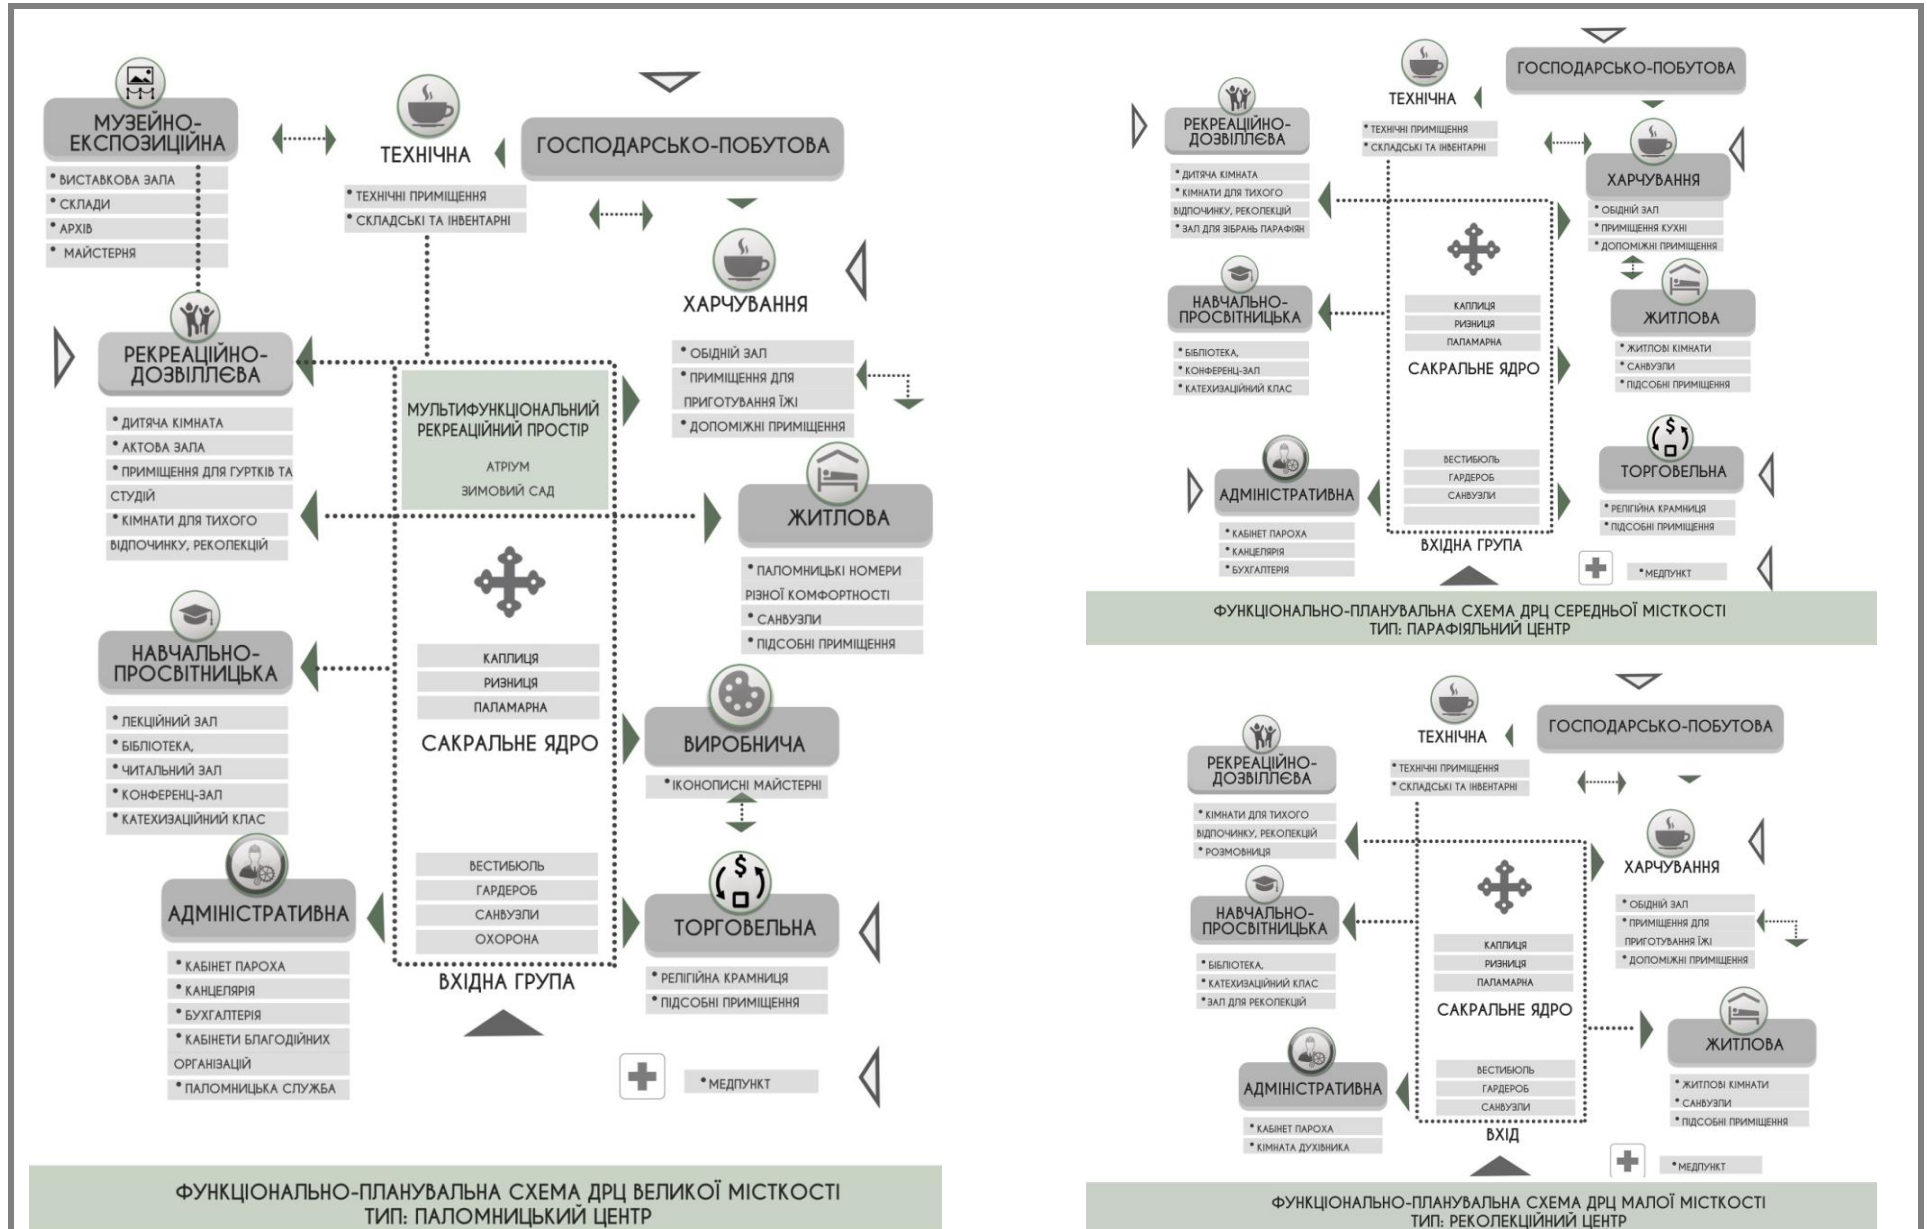 МУЗЕЙНО-
ЕКСПОЗИЦІЙНА
• ВИСТАВКОВА ЗАЛА
• СКЛАДИ
• АРХІВ
• МАЙСТЕРНЯ
ТЕХНІЧНА
• ТЕХНІЧНІ ПРИМІЩЕННЯ
• СКЛАДСЬКІ ТА ІНВЕНТАРНІ
ГОСПОДАРСЬКО-ПОБУТОВА
ХАРЧУВАННЯ
• ОБІДНІЙ ЗАЛ
• ПРИМІЩЕННЯ ДЛЯ
ПРИГОТУВАННЯ ЇЖІ
• ДОПОМІЖНІ ПРИМІЩЕННЯ
РЕКРЕАЦІЙНО-
ДОЗВІЛЛЄВА
• ДИТЯЧА КІМНАТА
• АКТОВА ЗАЛА
• ПРИМІЩЕННЯ ДЛЯ ГУРТКІВ ТА
СТУДІЙ
• КІМНАТИ ДЛЯ ТИХОГО
ВІДПОЧИНКУ, РЕКОЛЕКЦІЙ
МУЛЬТИФУНКЦІОНАЛЬНИЙ
РЕКРЕАЦІЙНИЙ ПРОСТІР
АТРІУМ
ЗИМОВИЙ САД
ЖИТЛОВА
• ПАЛОМНИЦЬКІ НОМЕРИ
РІЗНОЇ КОМФОРТНОСТІ
• САНВУЗЛИ
• ПІДСОБНІ ПРИМІЩЕННЯ
НАВЧАЛЬНО-
ПРОСВІТНИЦЬКА
• ЛЕКЦІЙНИЙ ЗАЛ
• БІБЛІОТЕКА,
• ЧИТАЛЬНИЙ ЗАЛ
• КОНФЕРЕНЦ-ЗАЛ
• КАТЕХИЗАЦІЙНИЙ КЛАС
КАПЛИЦЯ
РИЗНИЦЯ
ПАЛАМАРНА
САКРАЛЬНЕ ЯДРО
ВИРОБНИЧА
• ІКОНОПИСНІ МАЙСТЕРНІ
АДМІНІСТРАТИВНА
• КАБІНЕТ ПАРОХА
• КАНЦЕЛЯРІЯ
• БУХГАЛТЕРІЯ
• КАБІНЕТИ БЛАГОДІЙНИХ
ОРГАНІЗАЦІЙ
• ПАЛОМНИЦЬКА СЛУЖБА
ВЕСТИБЮЛЬ
ГАРДЕРОБ
САНВУЗЛИ
ОХОРОНА
ВХІДНА ГРУПА
$
ТОРГОВЕЛЬНА
• РЕЛІГІЙНА КРАМНИЦЯ
• ПІДСОБНІ ПРИМІЩЕННЯ
• МЕДПУНКТ
ФУНКЦІОНАЛЬНО-ПЛАНУВАЛЬНА СХЕМА ДРЦ ВЕЛИКОЇ МІСТКОСТІ
ТИП: ПАЛОМНИЦЬКИЙ ЦЕНТР
ТЕХНІЧНА
• ТЕХНІЧНІ ПРИМІЩЕННЯ
• СКЛАДСЬКІ ТА ІНВЕНТАРНІ
ГОСПОДАРСЬКО-ПОБУТОВА
РЕКРЕАЦІЙНО-
ДОЗВІЛЛЄВА
• ДИТЯЧА КІМНАТА
• КІМНАТИ ДЛЯ ТИХОГО
ВІДПОЧИНКУ, РЕКОЛЕКЦІЙ
• ЗАЛ ДЛЯ ЗІБРАНЬ ПАРАФІЯН
ХАРЧУВАННЯ
• ОБІДНІЙ ЗАЛ
• ПРИМІЩЕННЯ КУХНІ
• ДОПОМІЖНІ ПРИМІЩЕННЯ
НАВЧАЛЬНО-
ПРОСВІТНИЦЬКА
• БІБЛІОТЕКА,
• КОНФЕРЕНЦ-ЗАЛ
• КАТЕХИЗАЦІЙНИЙ КЛАС
КАПЛИЦЯ
РИЗНИЦЯ
ПАЛАМАРНА
САКРАЛЬНЕ ЯДРО
ЖИТЛОВА
• ЖИТЛОВІ КІМНАТИ
• САНВУЗЛИ
• ПІДСОБНІ ПРИМІЩЕННЯ
АДМІНІСТРАТИВНА
• КАБІНЕТ ПАРОХА
• КАНЦЕЛЯРІЯ
• БУХГАЛТЕРІЯ
ВЕСТИБЮЛЬ
ГАРДЕРОБ
САНВУЗЛИ
ВХІДНА ГРУПА
$
ТОРГОВЕЛЬНА
• РЕЛІГІЙНА КРАМНИЦЯ
• ПІДСОБНІ ПРИМІЩЕННЯ
• МЕДПУНКТ
ФУНКЦІОНАЛЬНО-ПЛАНУВАЛЬНА СХЕМА ДРЦ СЕРЕДНЬОЇ МІСТКОСТІ
ТИП: ПАРАФІЯЛЬНИЙ ЦЕНТР
ТЕХНІЧНА
• ТЕХНІЧНІ ПРИМІЩЕННЯ
• СКЛАДСЬКІ ТА ІНВЕНТАРНІ
ГОСПОДАРСЬКО-ПОБУТОВА
РЕКРЕАЦІЙНО-
ДОЗВІЛЛЄВА
• КІМНАТИ ДЛЯ ТИХОГО
ВІДПОЧИНКУ, РЕКОЛЕКЦІЙ
• РОЗМОВНИЦЯ
ХАРЧУВАННЯ
• ОБІДНІЙ ЗАЛ
• ПРИМІЩЕННЯ ДЛЯ
ПРИГОТУВАННЯ ЇЖІ
• ДОПОМІЖНІ ПРИМІЩЕННЯ
НАВЧАЛЬНО-
ПРОСВІТНИЦЬКА
• БІБЛІОТЕКА,
• КАТЕХИЗАЦІЙНИЙ КЛАС
• ЗАЛ ДЛЯ РЕКОЛЕКЦІЙ
КАПЛИЦЯ
РИЗНИЦЯ
ПАЛАМАРНА
САКРАЛЬНЕ ЯДРО
ЖИТЛОВА
• ЖИТЛОВІ КІМНАТИ
• САНВУЗЛИ
• ПІДСОБНІ ПРИМІЩЕННЯ
АДМІНІСТРАТИВНА
• КАБІНЕТ ПАРОХА
• КІМНАТА ДУХІВНИКА
ВЕСТИБЮЛЬ
ГАРДЕРОБ
САНВУЗЛИ
ВХІД
• МЕДПУНКТ
ФУНКЦІОНАЛЬНО-ПЛАНУВАЛЬНА СХЕМА ДРЦ МАЛОЇ МІСТКОСТІ
ТИП: РЕКОЛЕКЦІЙНИЙ ЦЕНТР